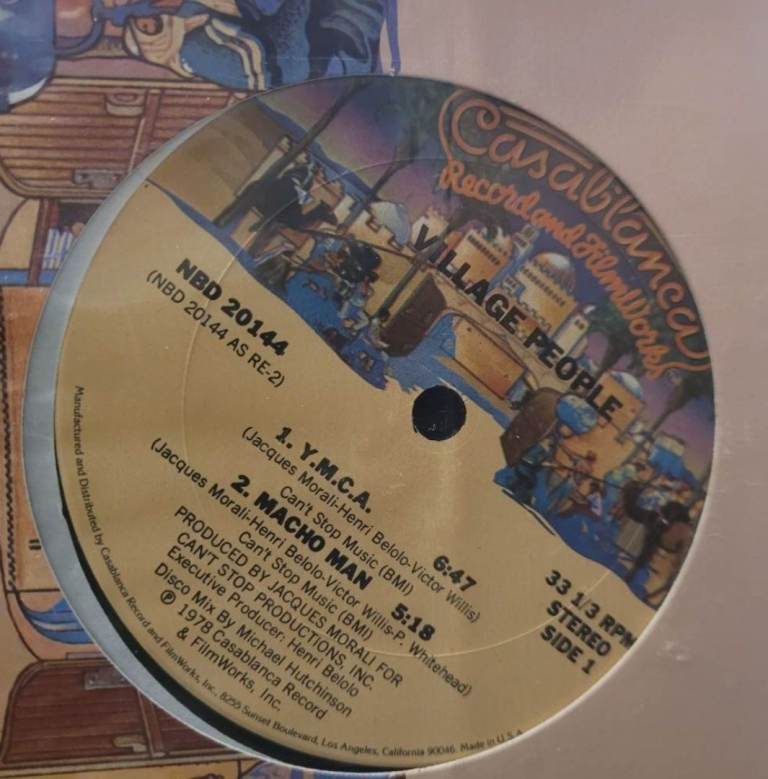 Casablanca
Record and FilmWorks
VILLAGE PEOPLE
NBD 20144
(NBD 20144 AS RE-2)
33 1/3 RPM
STEREO
SIDE 1
1. Y.M.C.A. 6:47
(Jacques Morali-Henri Belolo-Victor Willis)
Can't Stop Music (BMI)
2. MACHO MAN 5:18
(Jacques Morali-Henri Belolo-Victor Willis-P. Whitehead)
Can't Stop Music (BMI)
PRODUCED BY JACQUES MORALI FOR
CAN'T STOP PRODUCTIONS, INC.
Executive Producer: Henri Belolo
Disco Mix By Michael Hutchinson
℗ 1978 Casablanca Record
& FilmWorks, Inc.
Manufactured and Distributed by Casablanca Record and FilmWorks, Inc., 8255 Sunset Boulevard, Los Angeles, California 90046. Made in U.S.A.